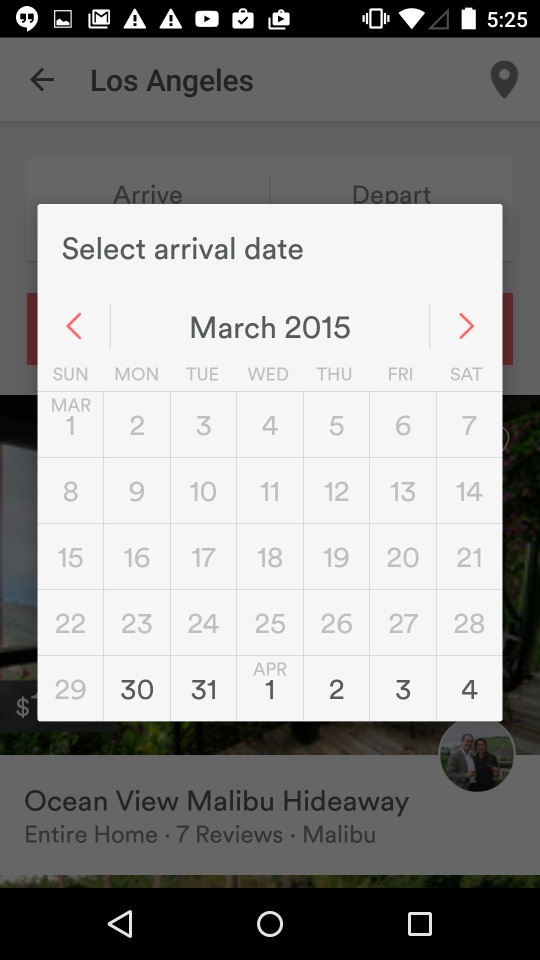 5:25
Los Angeles
Arrive Depart
Select arrival date
March 2015
SUN MON TUE WED THU FRI SAT
MAR
1 2 3 4 5 6 7
8 9 10 11 12 13 14
15 16 17 18 19 20 21
22 23 24 25 26 27 28
APR
29 30 31 1 2 3 4
$
Ocean View Malibu Hideaway
Entire Home · 7 Reviews · Malibu